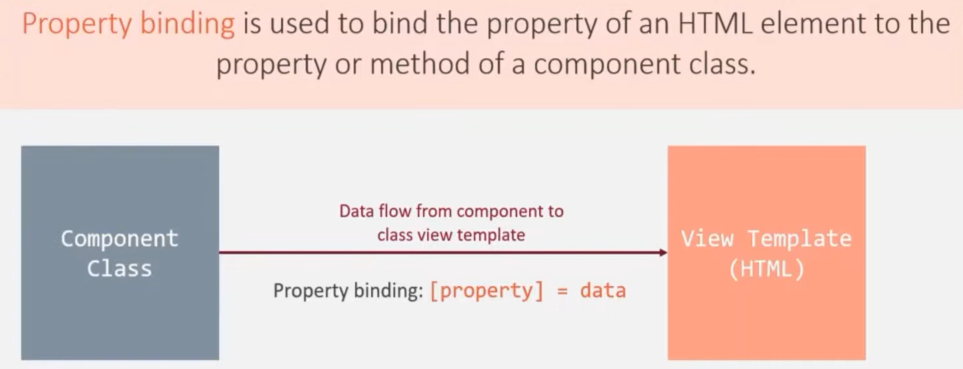 Property binding is used to bind the property of an HTML element to the
property or method of a component class.
Component
Class
Data flow from component to
class view template
Property binding: [property] = data
View Template
(HTML)